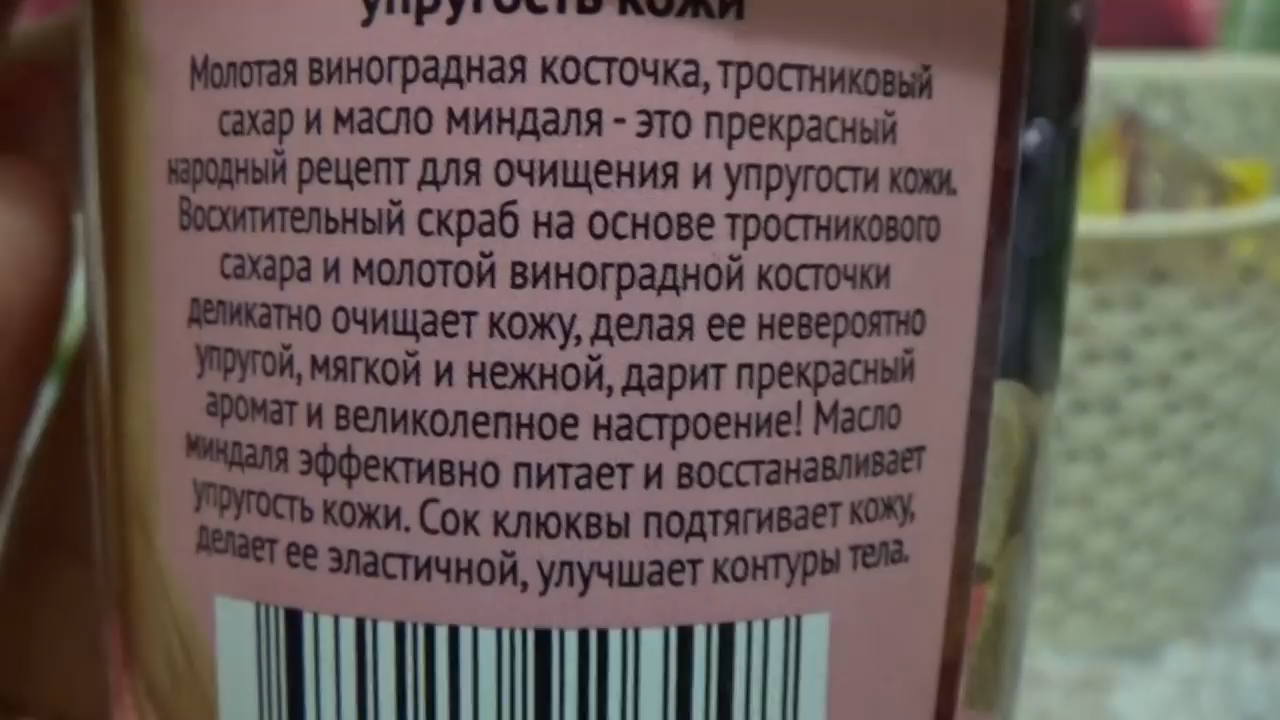 упругость кожи
Молотая виноградная косточка, тростниковый
сахар и масло миндаля - это прекрасный
народный рецепт для очищения и упругости кожи.
Восхитительный скраб на основе тростникового
сахара и молотой виноградной косточки
деликатно очищает кожу, делая ее невероятно
упругой, мягкой и нежной, дарит прекрасный
аромат и великолепное настроение! Масло
миндаля эффективно питает и восстанавливает
упругость кожи. Сок клюквы подтягивает кожу,
делает ее эластичной, улучшает контуры тела.